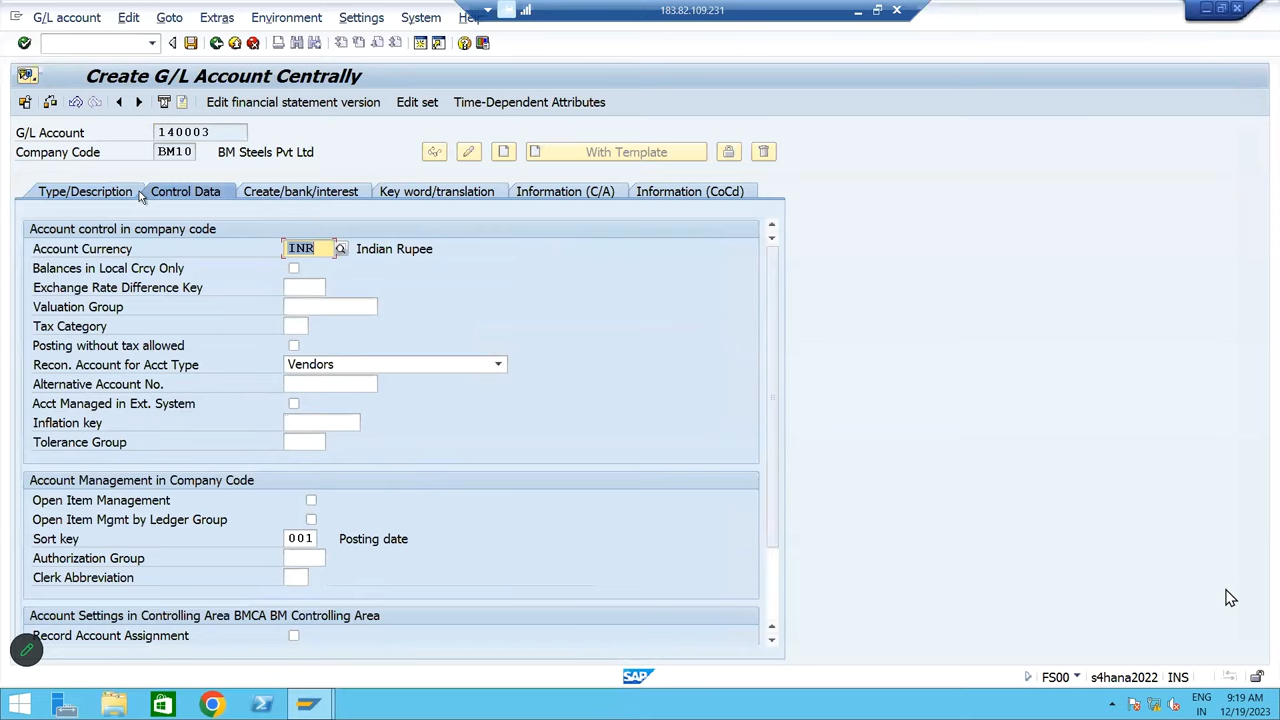 183.82.109.231
G/L account Edit Goto Extras Environment Settings System Help
Create G/L Account Centrally
Edit financial statement version Edit set Time-Dependent Attributes
G/L Account 140003
Company Code BM10 BM Steels Pvt Ltd With Template
Type/Description Control Data Create/bank/interest Key word/translation Information (C/A) Information (CoCd)
Account control in company code
Account Currency INR Indian Rupee
Balances in Local Crcy Only
Exchange Rate Difference Key
Valuation Group
Tax Category
Posting without tax allowed
Recon. Account for Acct Type Vendors
Alternative Account No.
Acct Managed in Ext. System
Inflation key
Tolerance Group
Account Management in Company Code
Open Item Management
Open Item Mgmt by Ledger Group
Sort key 001 Posting date
Authorization Group
Clerk Abbreviation
Account Settings in Controlling Area BMCA BM Controlling Area
Record Account Assignment
SAP FS00 s4hana2022 INS
ENG 9:19 AM
IN 12/19/2023